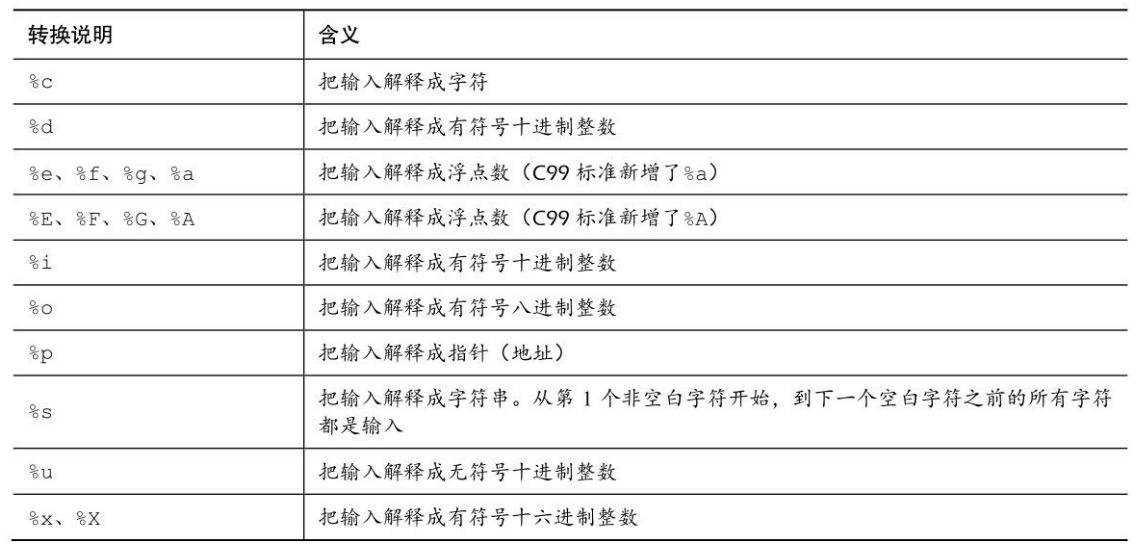 转换说明 含义
%c 把输入解释成字符
%d 把输入解释成有符号十进制整数
%e、%f、%g、%a 把输入解释成浮点数（C99 标准新增了%a）
%E、%F、%G、%A 把输入解释成浮点数（C99 标准新增了%A）
%i 把输入解释成有符号十进制整数
%o 把输入解释成有符号八进制整数
%p 把输入解释成指针（地址）
%s 把输入解释成字符串。从第 1 个非空白字符开始，到下一个空白字符之前的所有字符
都是输入
%u 把输入解释成无符号十进制整数
%x、%X 把输入解释成有符号十六进制整数